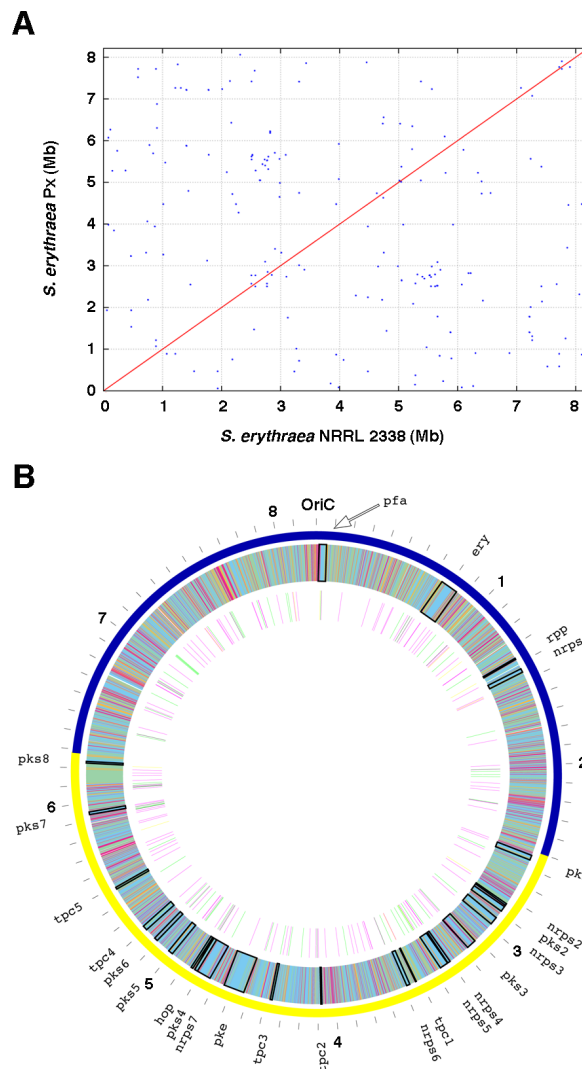 A
8
7
6
5
4
3
2
1
0
S. erythraea Px (Mb)
0 1 2 3 4 5 6 7 8
S. erythraea NRRL 2338 (Mb)
B
OriC
pfa
8
ery
1
7
rpp
nrps
2
pks8
6
pks7
pk
tpc5
nrps2
pks2
nrps3
3
tpc4
pks6
pks5
5
pks3
hop
pks4
nrps7
nrps4
nrps5
pke
tpc3
tpc2
4
tpc1
nrps6